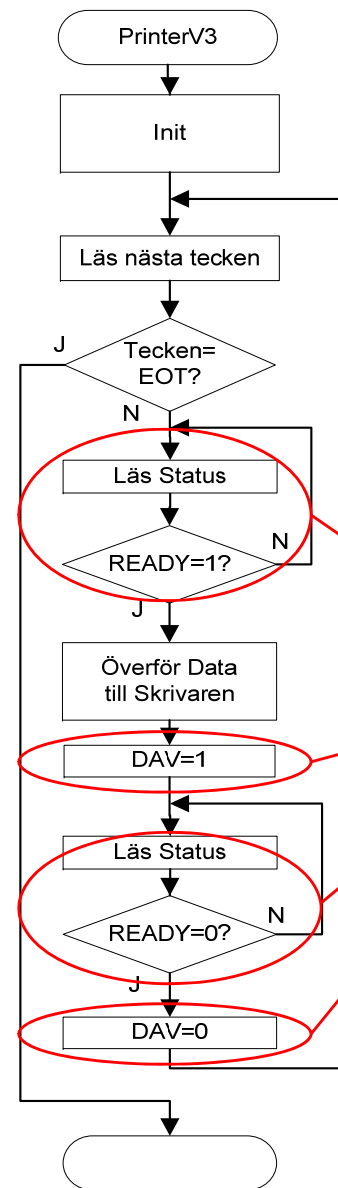 PrinterV3
Init
Läs nästa tecken
J
Tecken=
EOT?
N
Läs Status
READY=1?
N
J
Överför Data
till Skrivaren
DAV=1
Läs Status
READY=0?
N
J
DAV=0